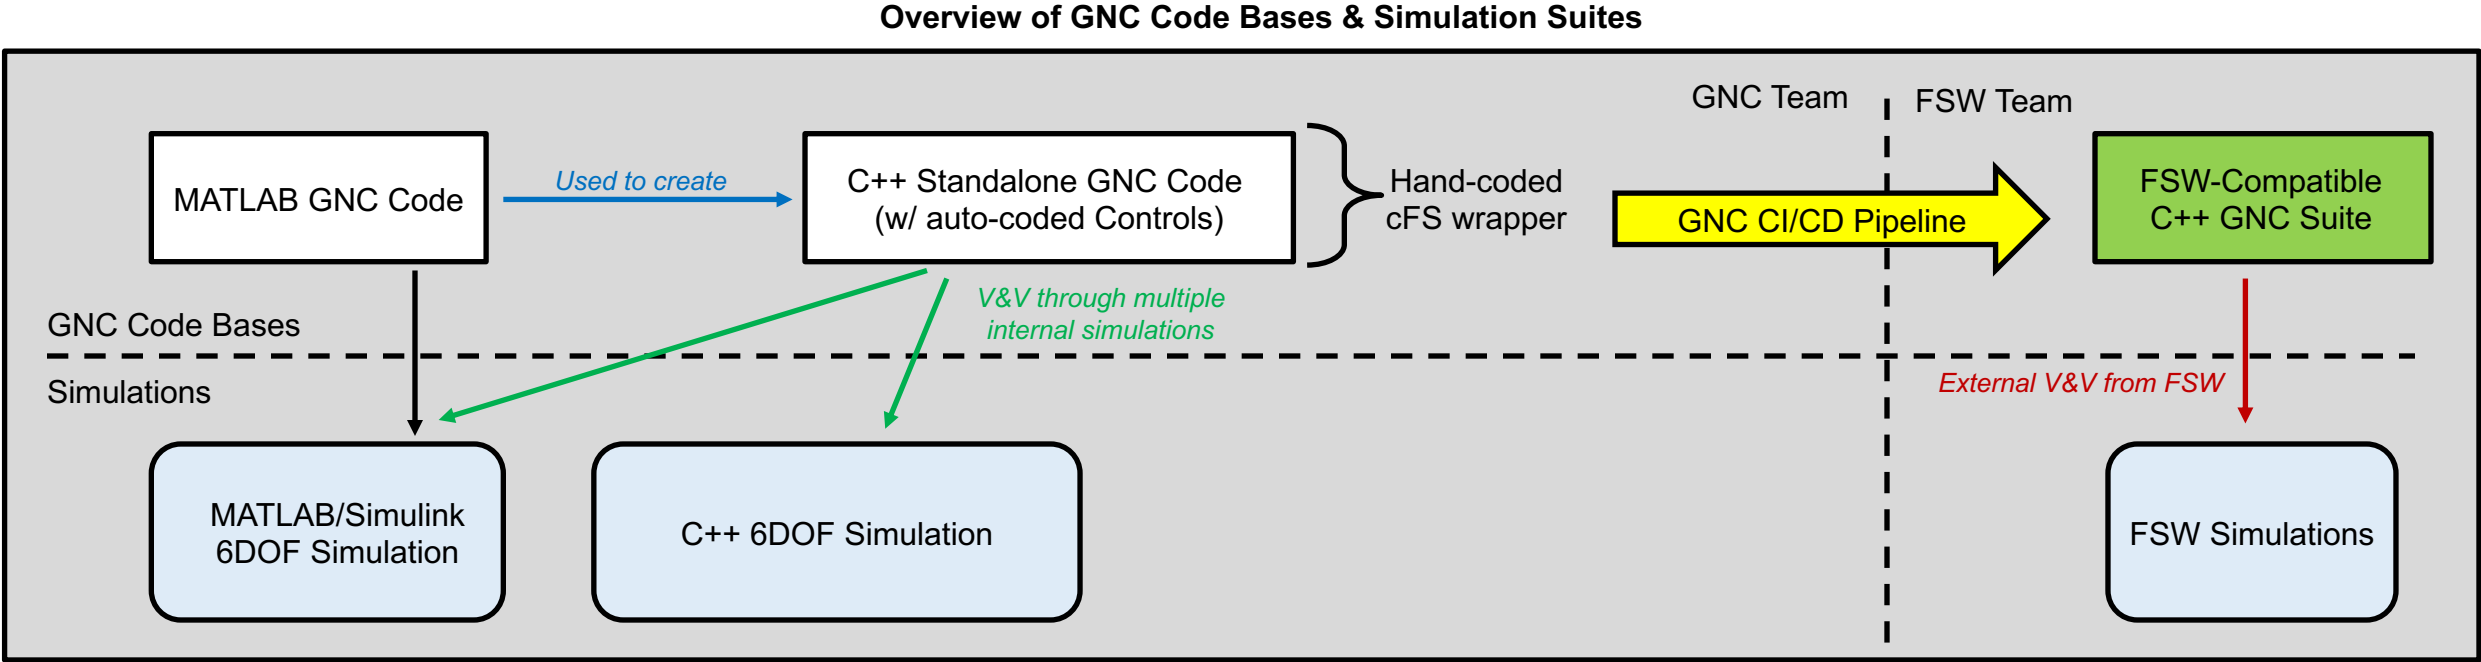 Overview of GNC Code Bases & Simulation Suites
GNC Team
FSW Team
MATLAB GNC Code
Used to create
C++ Standalone GNC Code
(w/ auto-coded Controls)
Hand-coded
cFS wrapper
GNC CI/CD Pipeline
FSW-Compatible
C++ GNC Suite
V&V through multiple
internal simulations
GNC Code Bases
Simulations
External V&V from FSW
MATLAB/Simulink
6DOF Simulation
C++ 6DOF Simulation
FSW Simulations